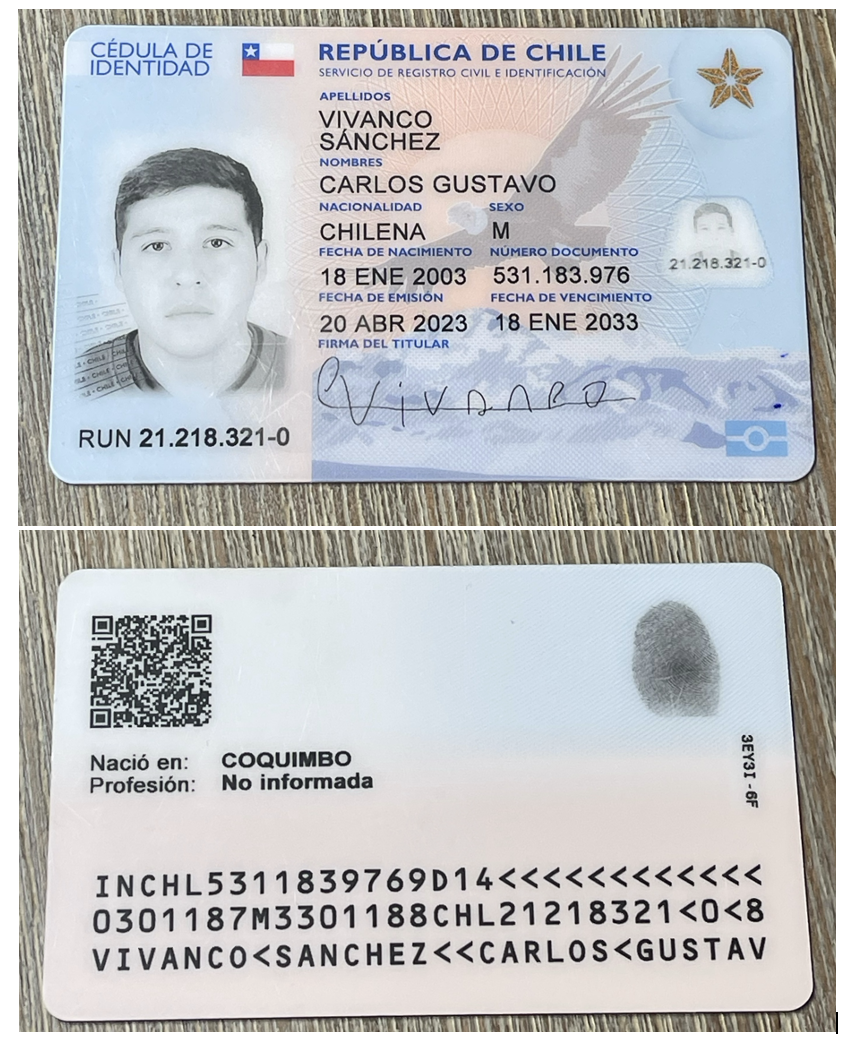 CÉDULA DE
IDENTIDAD
REPÚBLICA DE CHILE
SERVICIO DE REGISTRO CIVIL E IDENTIFICACIÓN
APELLIDOS
VIVANCO
SÁNCHEZ
NOMBRES
CARLOS GUSTAVO
NACIONALIDAD SEXO
CHILENA M
FECHA DE NACIMIENTO NÚMERO DOCUMENTO
18 ENE 2003 531.183.976
21.218.321-0
FECHA DE EMISIÓN FECHA DE VENCIMIENTO
20 ABR 2023 18 ENE 2033
FIRMA DEL TITULAR
RUN 21.218.321-0
Nació en: COQUIMBO
Profesión: No informada
3EY3I-6F
INCHL5311839769D14<<<<<<<<<<<<
0301187M3301188CHL21218321<0<8
VIVANCO<SANCHEZ<<CARLOS<GUSTAV